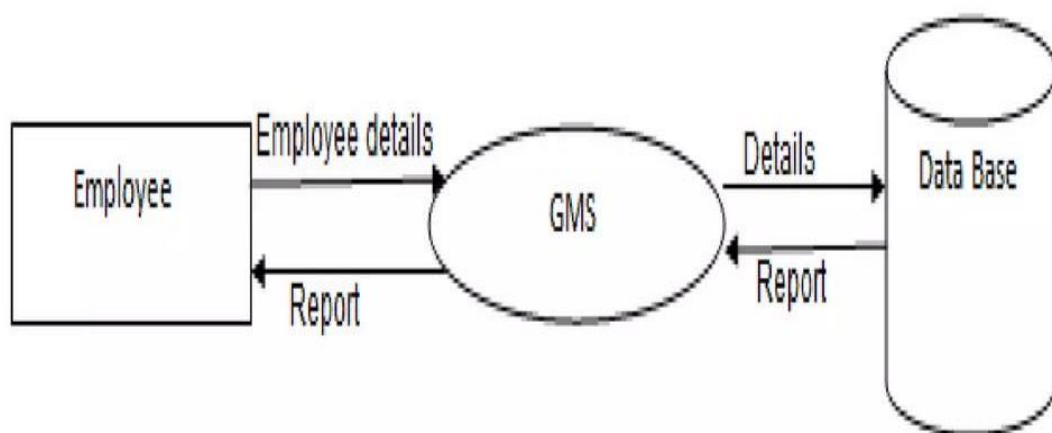 Employee
Employee details
Report
GMS
Details
Report
Data Base